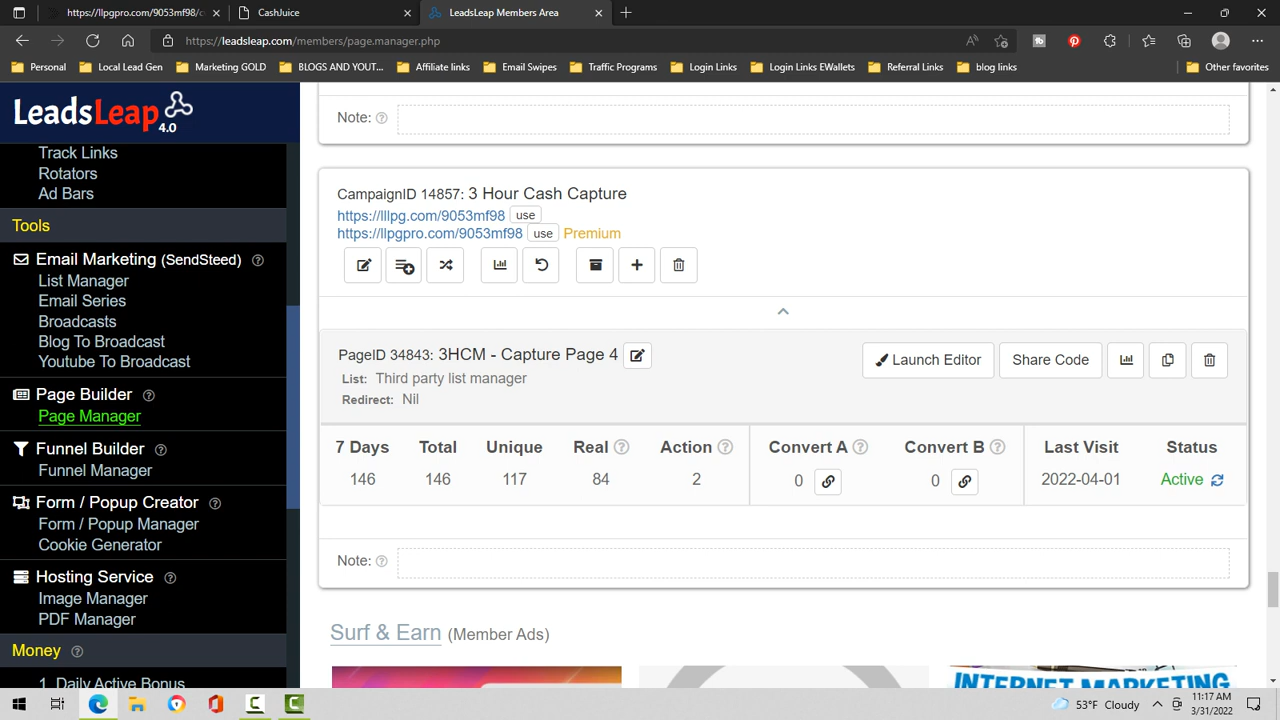 https://llpgpro.com/9053mf98/c
CashJuice
LeadsLeap Members Area
https://leadsleap.com/members/page.manager.php
Personal
Local Lead Gen
Marketing GOLD
BLOGS AND YOUT...
Affiliate links
Email Swipes
Traffic Programs
Login Links
Login Links EWallets
Referral Links
blog links
Other favorites
LeadsLeap 4.0
Track Links
Rotators
Ad Bars
Tools
Email Marketing (SendSteed)
List Manager
Email Series
Broadcasts
Blog To Broadcast
Youtube To Broadcast
Page Builder
Page Manager
Funnel Builder
Funnel Manager
Form / Popup Creator
Form / Popup Manager
Cookie Generator
Hosting Service
Image Manager
PDF Manager
Money
1. Daily Active Bonus
Note:
CampaignID 14857: 3 Hour Cash Capture
https://lllpg.com/9053mf98 use
https://llpgpro.com/9053mf98 use Premium
PageID 34843: 3HCM - Capture Page 4
List: Third party list manager
Redirect: Nil
Launch Editor Share Code
7 Days Total Unique Real Action Convert A Convert B Last Visit Status
146 146 117 84 2 0 0 2022-04-01 Active
Note:
Surf & Earn (Member Ads)
INTERNET MARKETING
53°F Cloudy
11:17 AM
3/31/2022